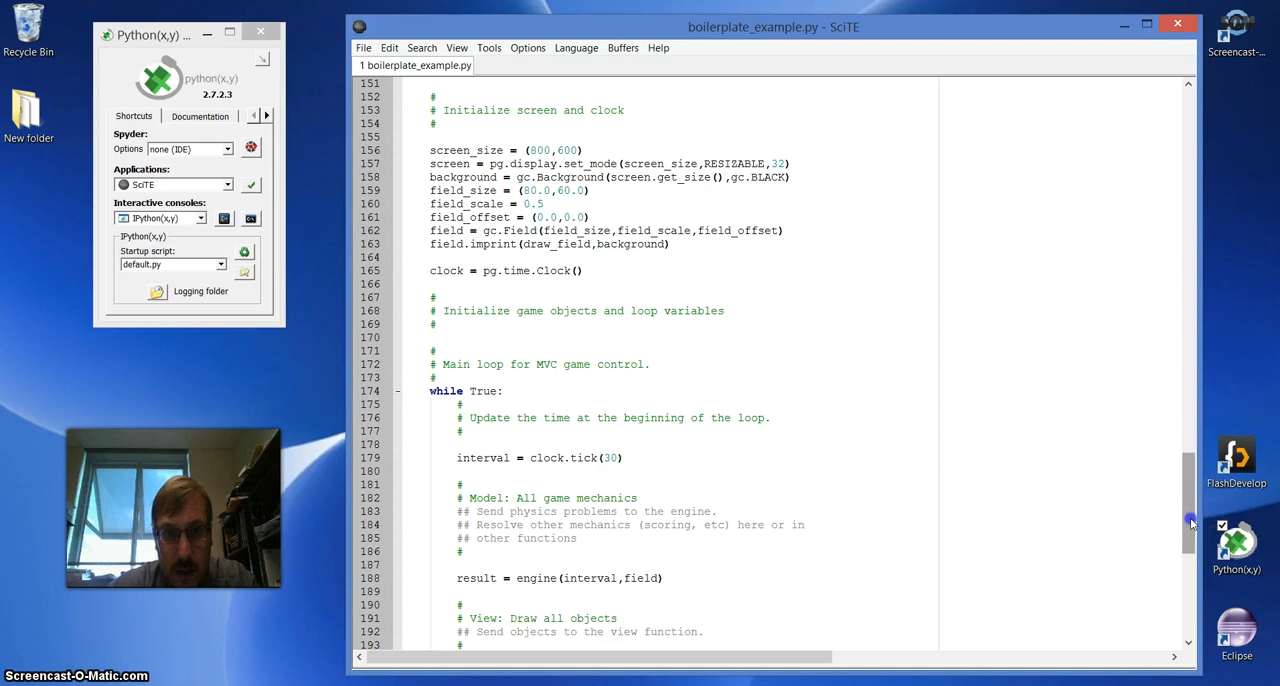 Recycle Bin
New folder
Python(x,y) ...
python(x,y)
2.7.2.3
Shortcuts
Documentation
Spyder:
Options
none (IDE)
Applications:
SciTE
Interactive consoles:
IPython(x,y)
IPython(x,y)
Startup script:
default.py
Logging folder
boilerplate_example.py - SciTE
File Edit Search View Tools Options Language Buffers Help
1 boilerplate_example.py
151
152 #
153 # Initialize screen and clock
154 #
155
156 screen_size = (800,600)
157 screen = pg.display.set_mode(screen_size,RESIZABLE,32)
158 background = gc.Background(screen.get_size(),gc.BLACK)
159 field_size = (80.0,60.0)
160 field_scale = 0.5
161 field_offset = (0.0,0.0)
162 field = gc.Field(field_size,field_scale,field_offset)
163 field.imprint(draw_field,background)
164
165 clock = pg.time.Clock()
166
167 #
168 # Initialize game objects and loop variables
169 #
170
171 #
172 # Main loop for MVC game control.
173 #
174 while True:
175 #
176 # Update the time at the beginning of the loop.
177 #
178
179 interval = clock.tick(30)
180
181 #
182 # Model: All game mechanics
183 ## Send physics problems to the engine.
184 ## Resolve other mechanics (scoring, etc) here or in
185 ## other functions
186 #
187
188 result = engine(interval,field)
189
190 #
191 # View: Draw all objects
192 ## Send objects to the view function.
193 #
Screencast-...
FlashDevelop
Python(x,y)
Eclipse
Screencast-O-Matic.com